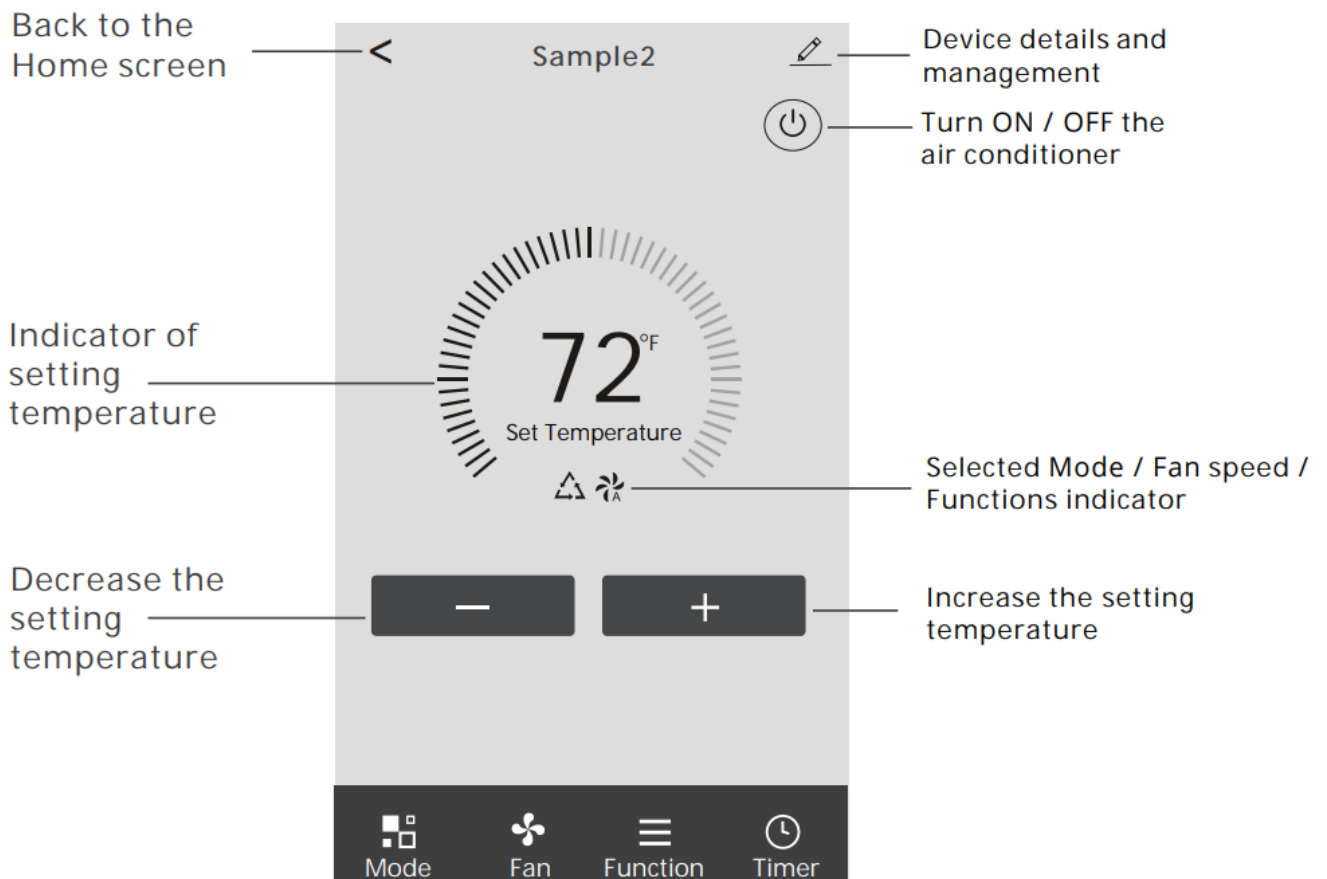 Back to the
Home screen
<
Sample2
Device details and
management
Turn ON / OFF the
air conditioner
Indicator of
setting
temperature
72°F
Set Temperature
A
Selected Mode / Fan speed /
Functions indicator
Decrease the
setting
temperature
−
+
Increase the setting
temperature
Mode
Fan
Function
Timer